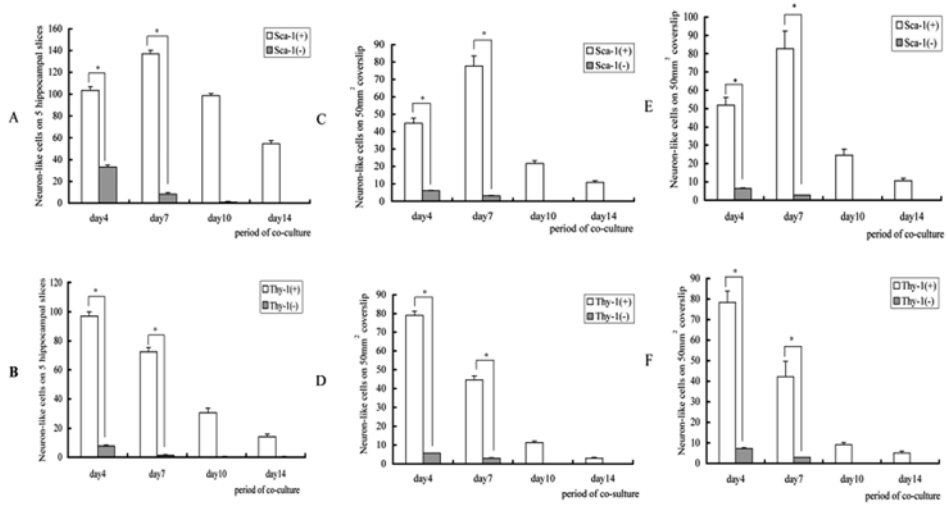 A
Neuron-like cells on 5 hippocampal slices
160
140
120
100
80
60
40
20
0
*
*
Sca-1(+)
Sca-1(-)
day4 day7 day10 day14
period of co-culture
C
Neuron-like cells on 50mm² coverslip
90
80
70
60
50
40
30
20
10
0
*
*
Sca-1(+)
Sca-1(-)
day4 day7 day10 day14
period of co-culture
E
Neuron-like cells on 50mm² coverslip
100
90
80
70
60
50
40
30
20
10
0
*
*
Sca-1(+)
Sca-1(-)
day4 day7 day10 day14
period of co-culture
B
Neuron-like cells on 5 hippocampal slices
120
100
80
60
40
20
0
*
*
Thy-1(+)
Thy-1(-)
day4 day7 day10 day14
period of co-culture
D
Neuron-like cells on 50mm² coverslip
90
80
70
60
50
40
30
20
10
0
*
*
Thy-1(+)
Thy-1(-)
day4 day7 day10 day14
period of co-sulture
F
Neuron-like cells on 50mm² coverslip
90
80
70
60
50
40
30
20
10
0
*
*
Thy-1(+)
Thy-1(-)
day4 day7 day10 day14
period of co-culture